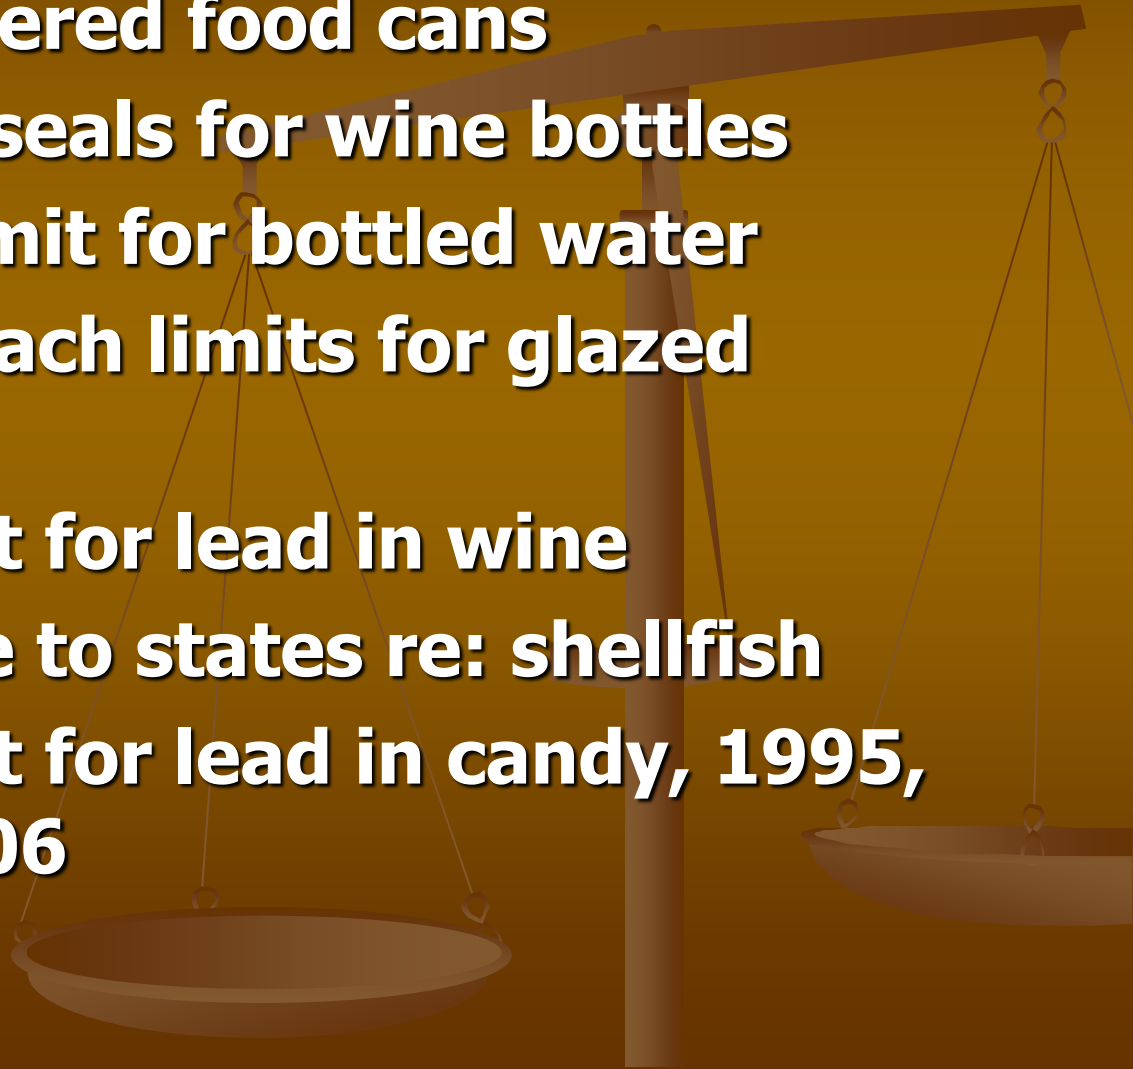 ered food cans
seals for wine bottles
mit for bottled water
ach limits for glazed
t for lead in wine
e to states re: shellfish
t for lead in candy, 1995,
06